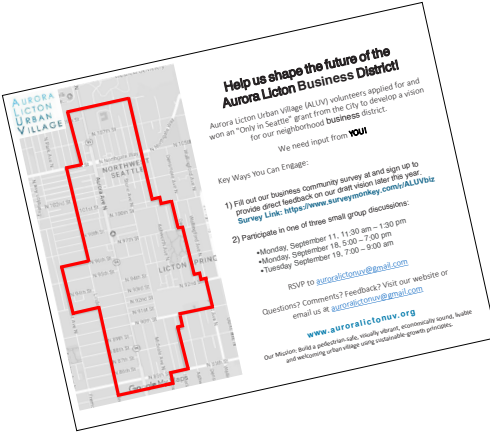 AURORA
LICTON
URBAN
VILLAGE
Help us shape the future of the
Aurora Licton Business District!
Aurora Licton Urban Village (ALUV) volunteers applied for and
won an "Only in Seattle" grant from the City to develop a vision
for our neighborhood business district.
We need input from YOU!
Key Ways You Can Engage:
1) Fill out our business community survey at and sign up to
provide direct feedback on our draft vision later this year.
Survey Link: https://www.surveymonkey.com/r/ALUVbiz
2) Participate in one of three small group discussions:
•Monday, September 11, 11:30 am – 1:30 pm
•Monday, September 18, 5:00 – 7:00 pm
•Tuesday September 19, 7:00 – 9:00 am
RSVP to auroralictonuv@gmail.com
Questions? Comments? Feedback? Visit our website or
email us at auroralictonuv@gmail.com
www.auroralictonuv.org
Our Mission: Build a pedestrian-safe, visually vibrant, economically sound, livable
and welcoming urban village using sustainable-growth principles.
N 107th St
N Northgate Way
NORTHWEST
SEATTLE
N 100th St
LICTON SPRING